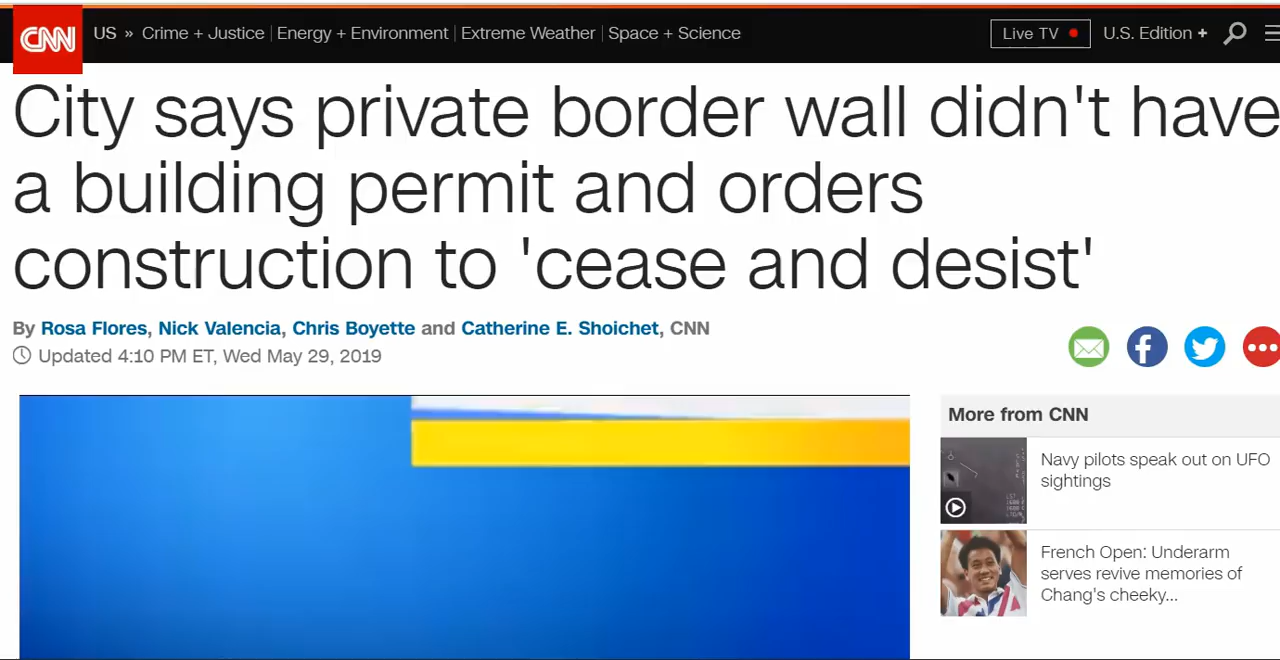 CNN
US » Crime + Justice Energy + Environment Extreme Weather Space + Science
Live TV U.S. Edition +
City says private border wall didn't have
a building permit and orders
construction to 'cease and desist'
By Rosa Flores, Nick Valencia, Chris Boyette and Catherine E. Shoichet, CNN
Updated 4:10 PM ET, Wed May 29, 2019
More from CNN
Navy pilots speak out on UFO
sightings
French Open: Underarm
serves revive memories of
Chang's cheeky...